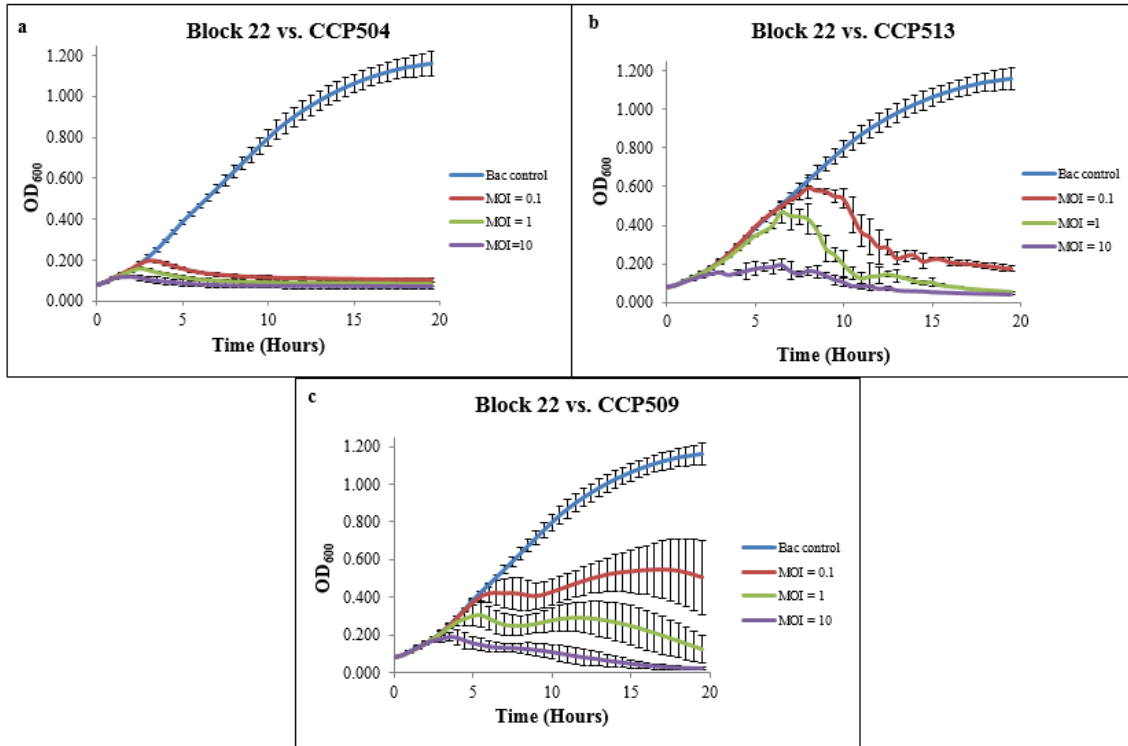 a
Block 22 vs. CCP504
OD600
1.200
1.000
0.800
0.600
0.400
0.200
0.000
0 5 10 15 20
Time (Hours)
Bac control
MOI = 0.1
MOI = 1
MOI=10
b
Block 22 vs. CCP513
OD600
1.200
1.000
0.800
0.600
0.400
0.200
0.000
0 5 10 15 20
Time (Hours)
Bac control
MOI = 0.1
MOI =1
MOI = 10
c
Block 22 vs. CCP509
OD600
1.200
1.000
0.800
0.600
0.400
0.200
0.000
0 5 10 15 20
Time (Hours)
Bac control
MOI = 0.1
MOI = 1
MOI = 10